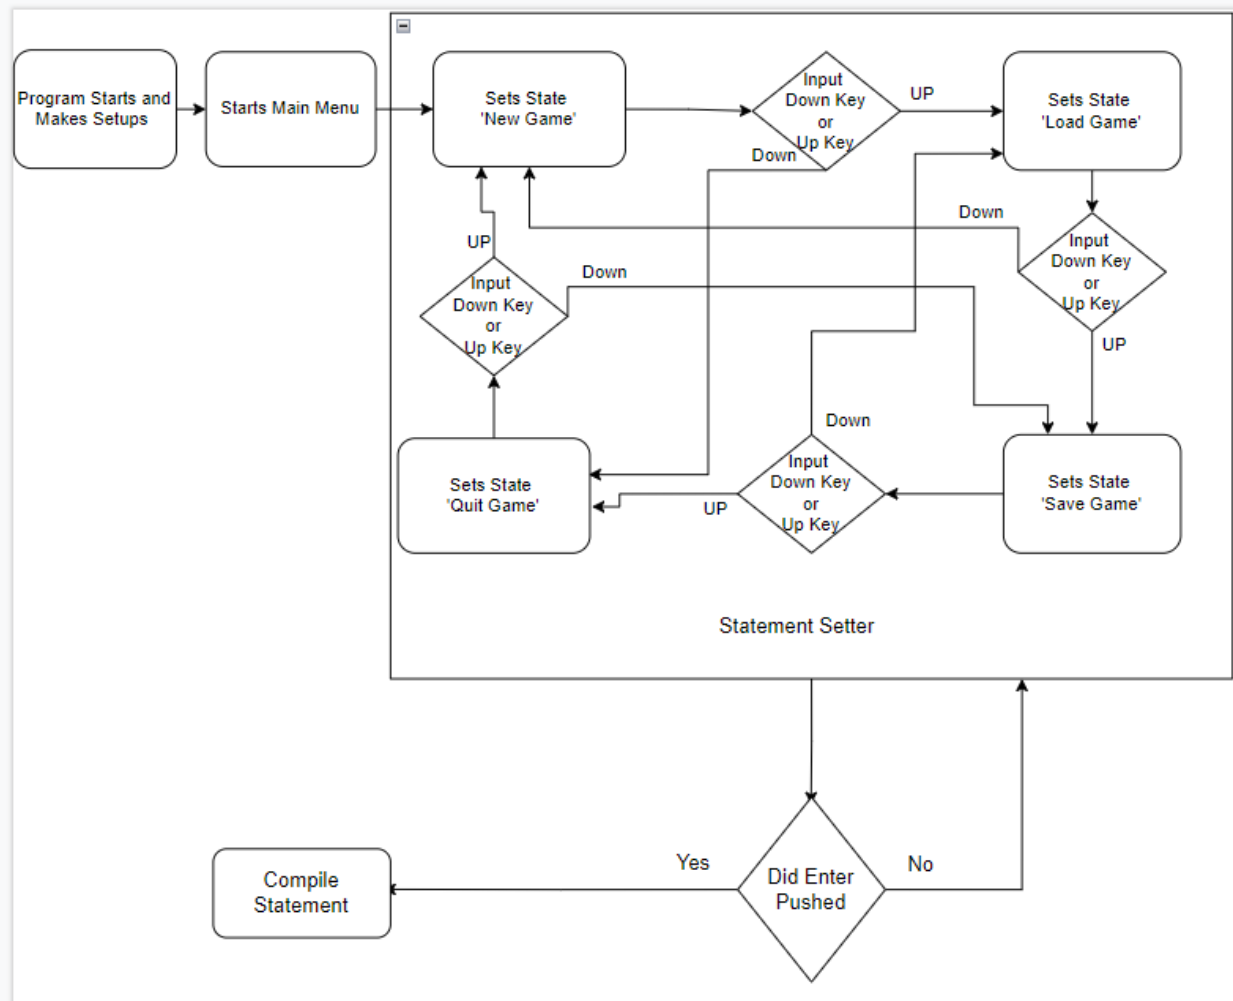 Program Starts and
Makes Setups
Starts Main Menu
Sets State
'New Game'
Input
Down Key
or
Up Key
UP
Down
Sets State
'Load Game'
Down
Input
Down Key
or
Up Key
UP
UP
Input
Down Key
or
Up Key
Down
Down
Input
Down Key
or
Up Key
UP
Sets State
'Quit Game'
Sets State
'Save Game'
Statement Setter
Yes
Did Enter
Pushed
No
Compile
Statement